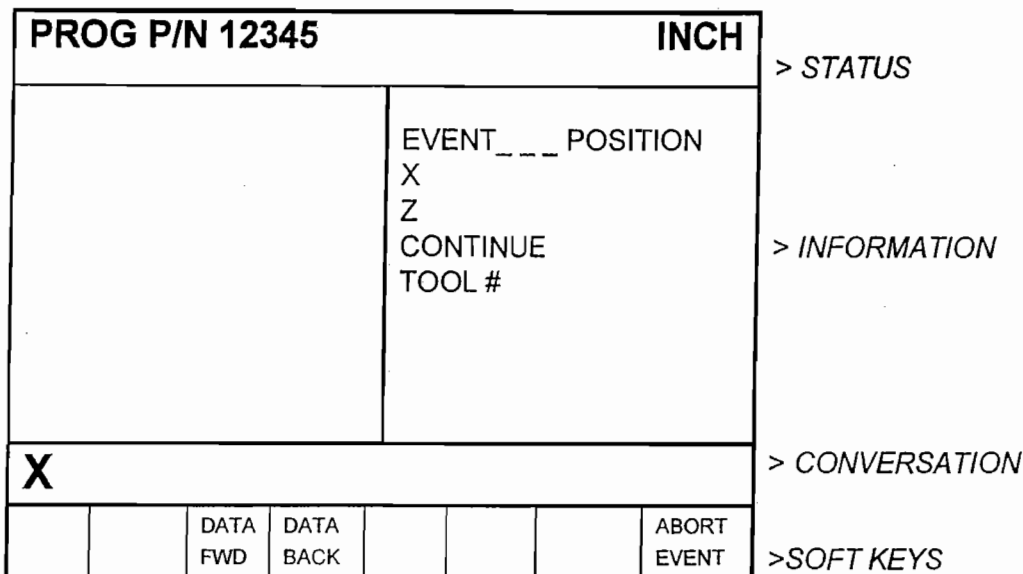 PROG P/N 12345 INCH
> STATUS
EVENT_ _ _ POSITION
X
Z
CONTINUE
TOOL #
> INFORMATION
X
> CONVERSATION
DATA FWD
DATA BACK
ABORT EVENT
>SOFT KEYS